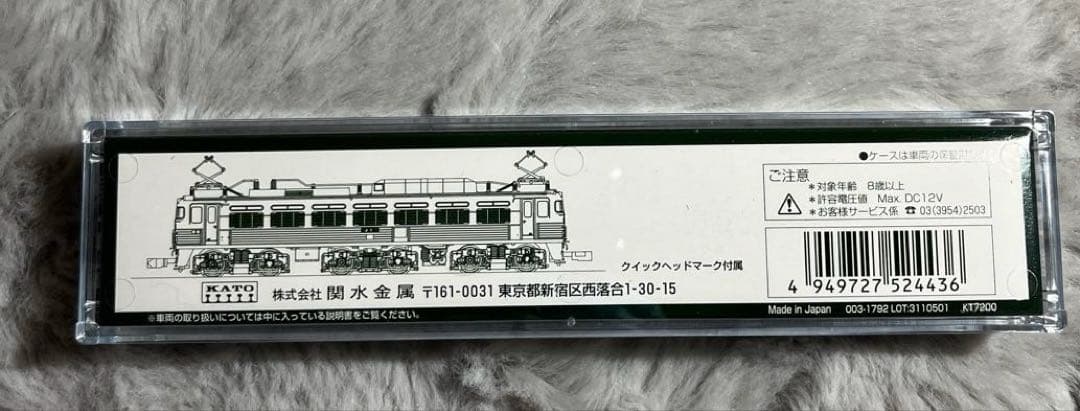 ●ケースは車両の保
ご注意
*対象年齢 8歳以上
*許容電圧値 Max. DC12V
*お客様サービス係 ☎ 03(3954)2503
クイックヘッドマーク付属
KATO 株式会社 関水金属 〒161-0031 東京都新宿区西落合1-30-15
4 949727 524436
※車両の取り扱いについては中に入っている説明書をご覧ください。
Made in Japan 003-1792 LOT:3110501 KT7200